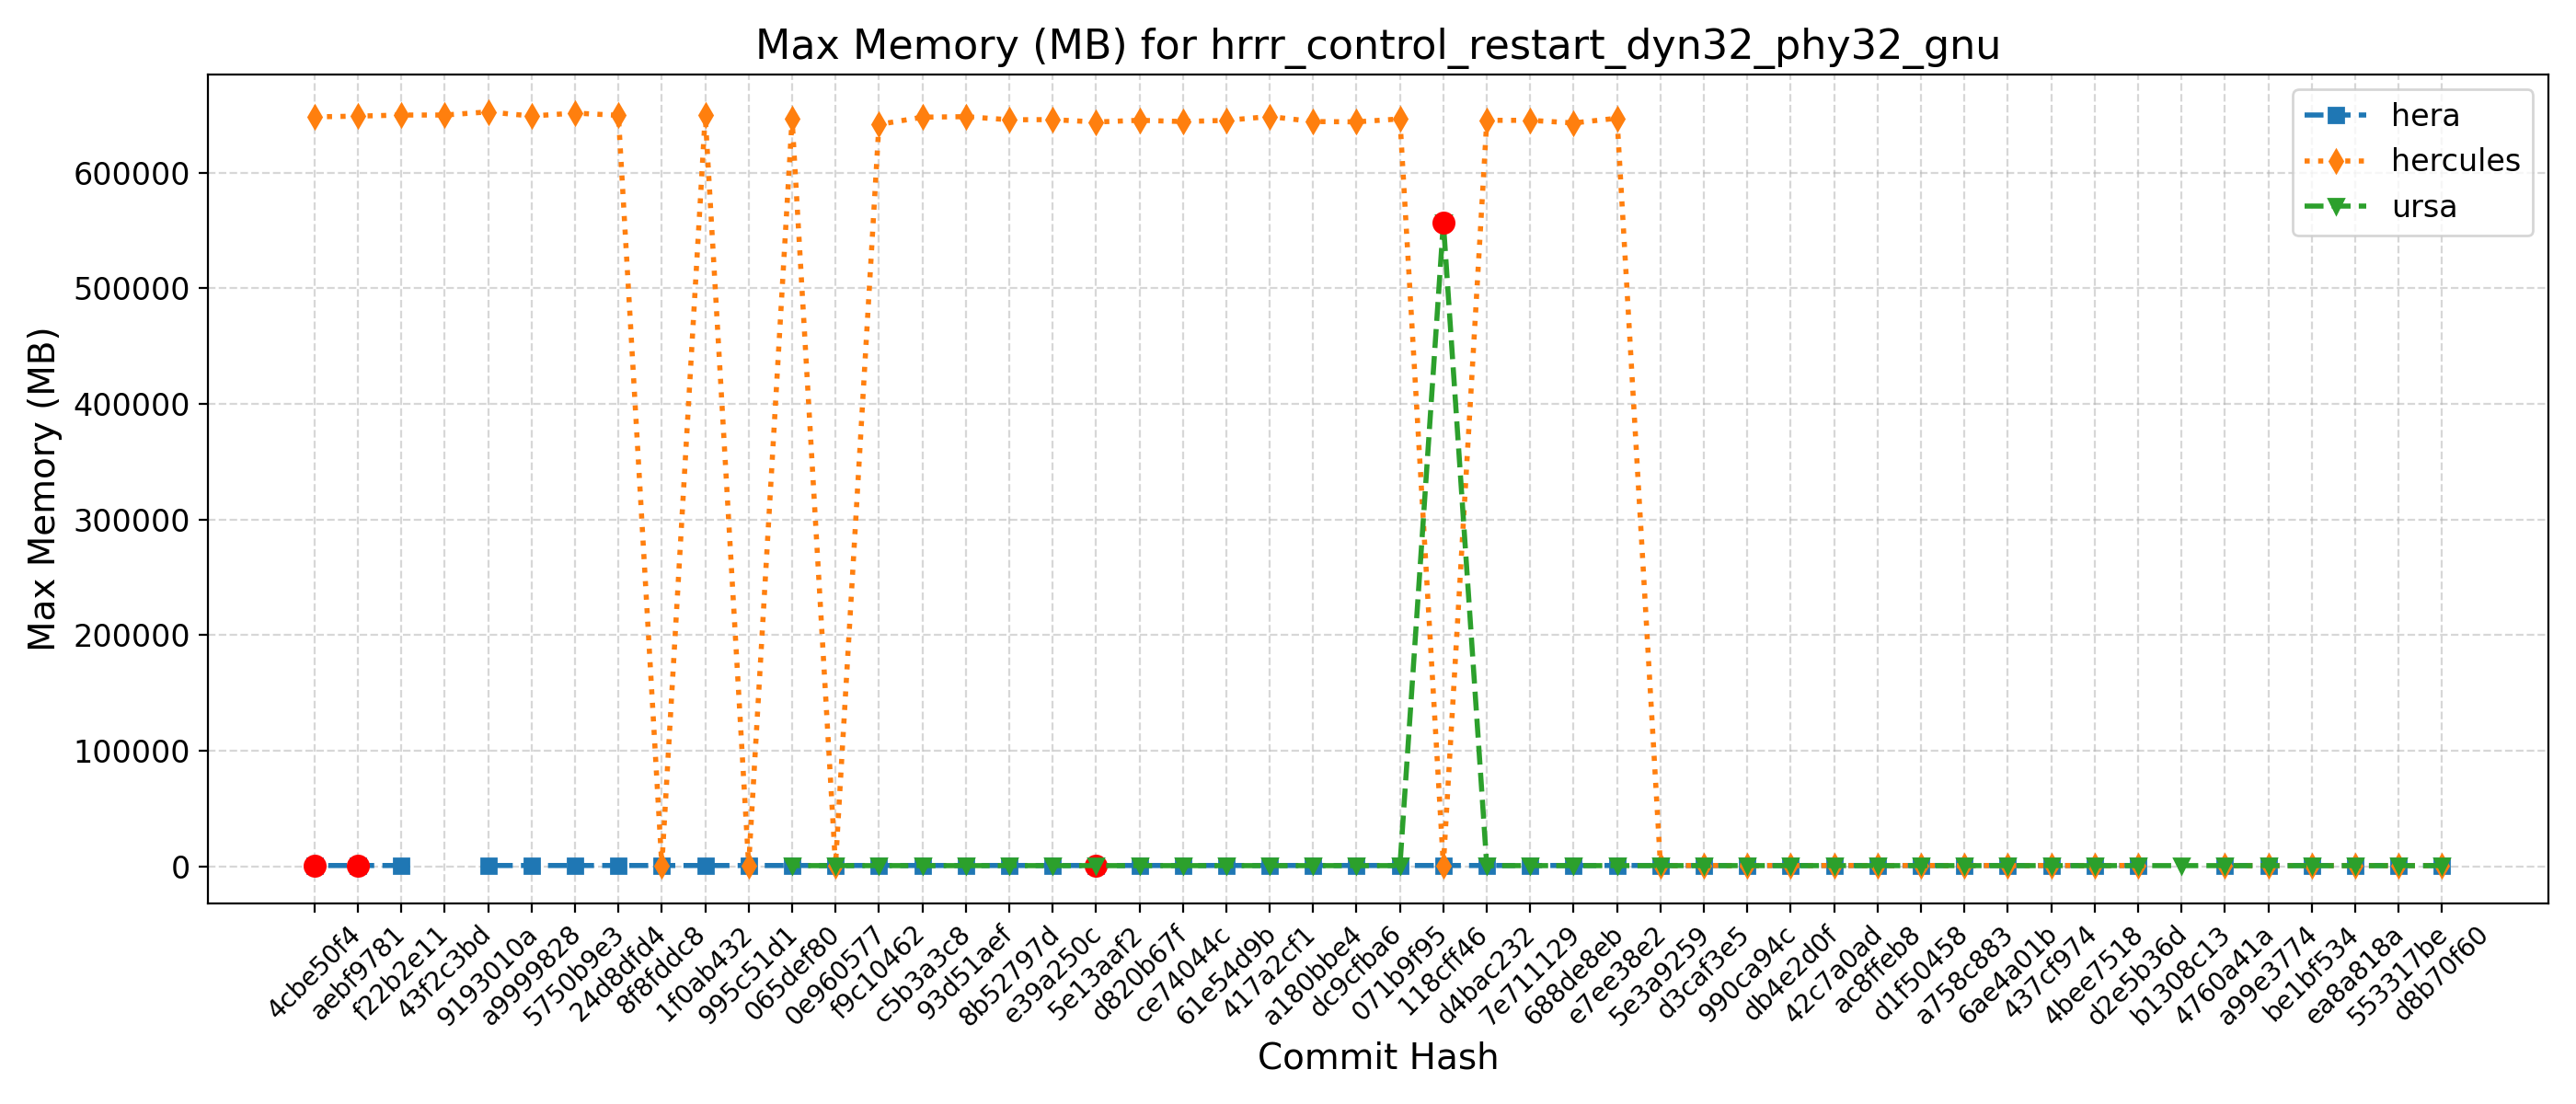 Max Memory (MB) for hrrr_control_restart_dyn32_phy32_gnu
hera
hercules
ursa
Max Memory (MB)
600000
500000
400000
300000
200000
100000
0
4cbe50f4
aebf9781
f22b2e11
43f2c3bd
9193010a
a9999828
5750b9e3
24d8dfd4
8f8fddc8
1f0ab432
995c51d1
065def80
0e960577
f9c10462
c5b3a3c8
93d51aef
8b52797d
e39a250c
5e13aaf2
d820b67f
ce74044c
61e54d9b
417a2cf1
a180bbe4
dc9cfba6
071b9f95
118cff46
d4bac232
7e711129
688de8eb
e7ee38e2
5e3a9259
d3caf3e5
990ca94c
db4e2d0f
42c7a0ad
ac8ffeb8
d1f50458
a758c883
6ae4a01b
437cf974
4bee7518
d2e5b36d
b1308c13
4760a41a
a99e3774
be1bf534
ea8a818a
553317be
d8b70f60
Commit Hash